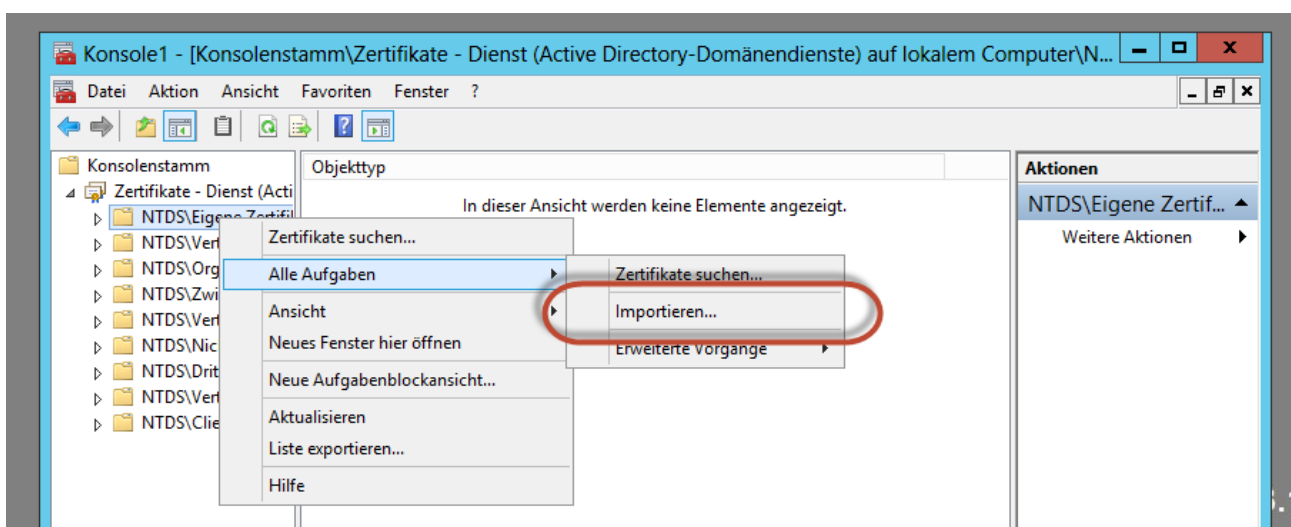 Konsole1 - [Konsolenstamm\Zertifikate - Dienst (Active Directory-Domänendienste) auf lokalem Computer\N...
Datei Aktion Ansicht Favoriten Fenster ?
Konsolenstamm
Zertifikate - Dienst (Acti
NTDS\Eigene Zertifi
NTDS\Vert
NTDS\Org
NTDS\Zwi
NTDS\Vert
NTDS\Nic
NTDS\Drit
NTDS\Vert
NTDS\Clie
Objekttyp
In dieser Ansicht werden keine Elemente angezeigt.
Zertifikate suchen...
Alle Aufgaben
Ansicht
Neues Fenster hier öffnen
Neue Aufgabenblockansicht...
Aktualisieren
Liste exportieren...
Hilfe
Zertifikate suchen...
Importieren...
Erweiterte Vorgänge
Aktionen
NTDS\Eigene Zertif...
Weitere Aktionen